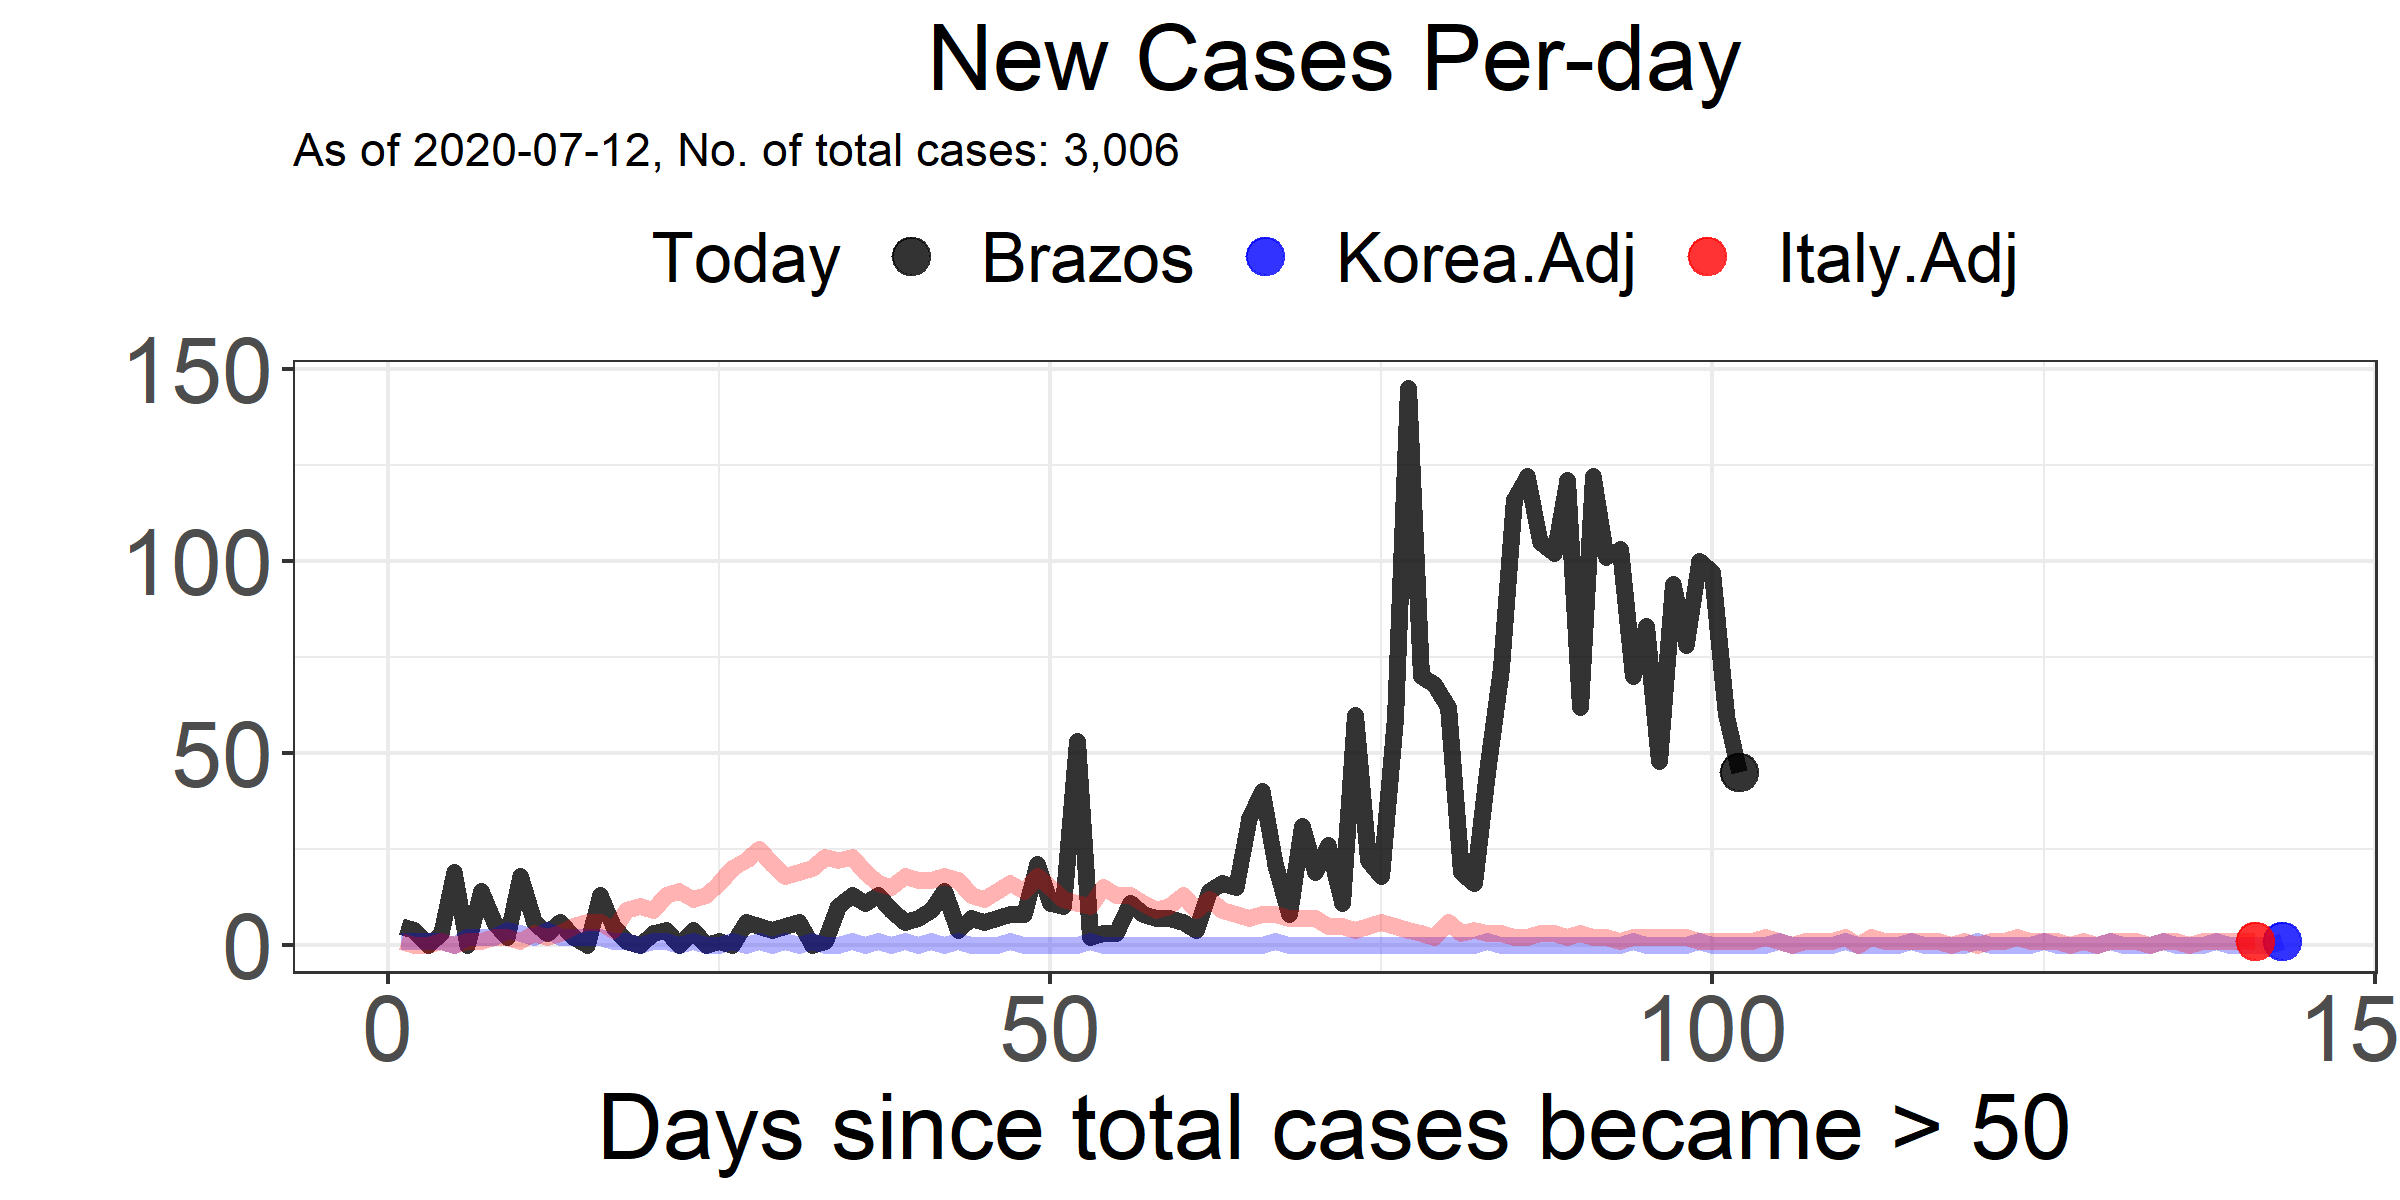 New Cases Per-day
As of 2020-07-12, No. of total cases: 3,006
Today Brazos Korea.Adj Italy.Adj
150
100
50
0
0 50 100 15
Days since total cases became > 50